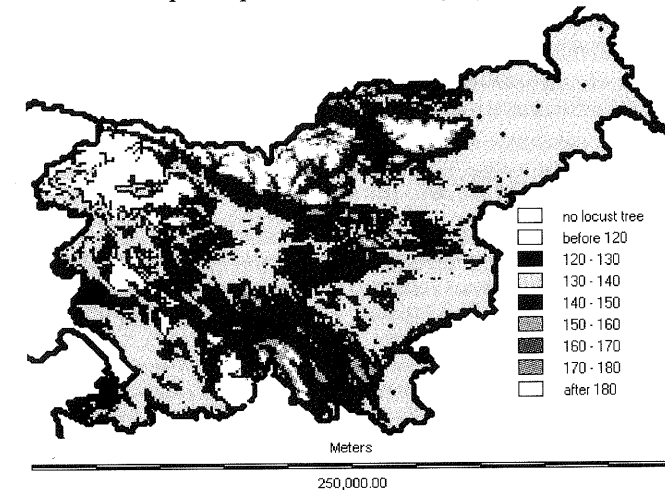 no locust tree
before 120
120 - 130
130 - 140
140 - 150
150 - 160
160 - 170
170 - 180
after 180
Meters
250,000.00